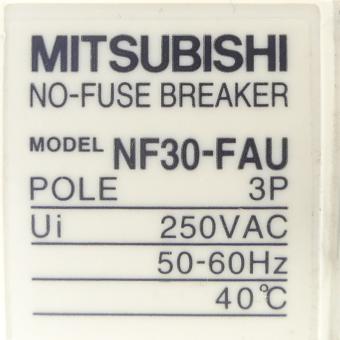 MITSUBISHI
NO-FUSE BREAKER
MODEL NF30-FAU
POLE 3P
Ui 250VAC
50-60Hz
40℃